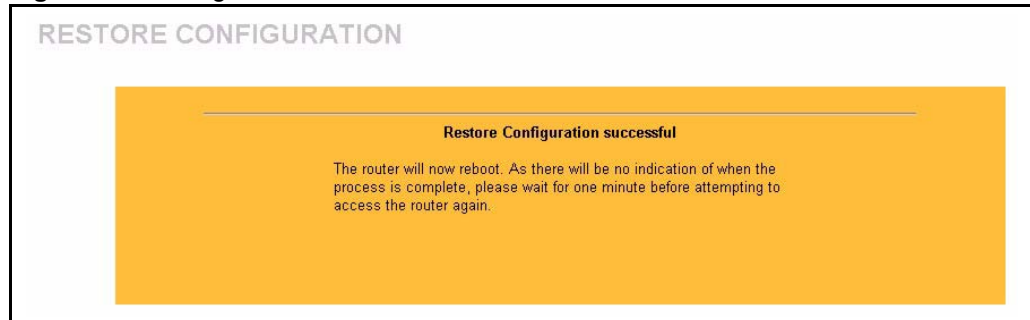 RESTORE CONFIGURATION
Restore Configuration successful
The router will now reboot. As there will be no indication of when the
process is complete, please wait for one minute before attempting to
access the router again.